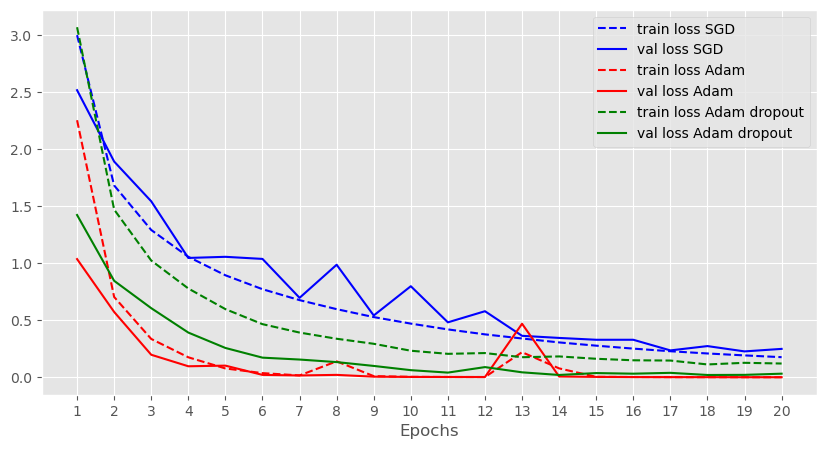 train loss SGD
val loss SGD
train loss Adam
val loss Adam
train loss Adam dropout
val loss Adam dropout
3.0
2.5
2.0
1.5
1.0
0.5
0.0
1 2 3 4 5 6 7 8 9 10 11 12 13 14 15 16 17 18 19 20
Epochs